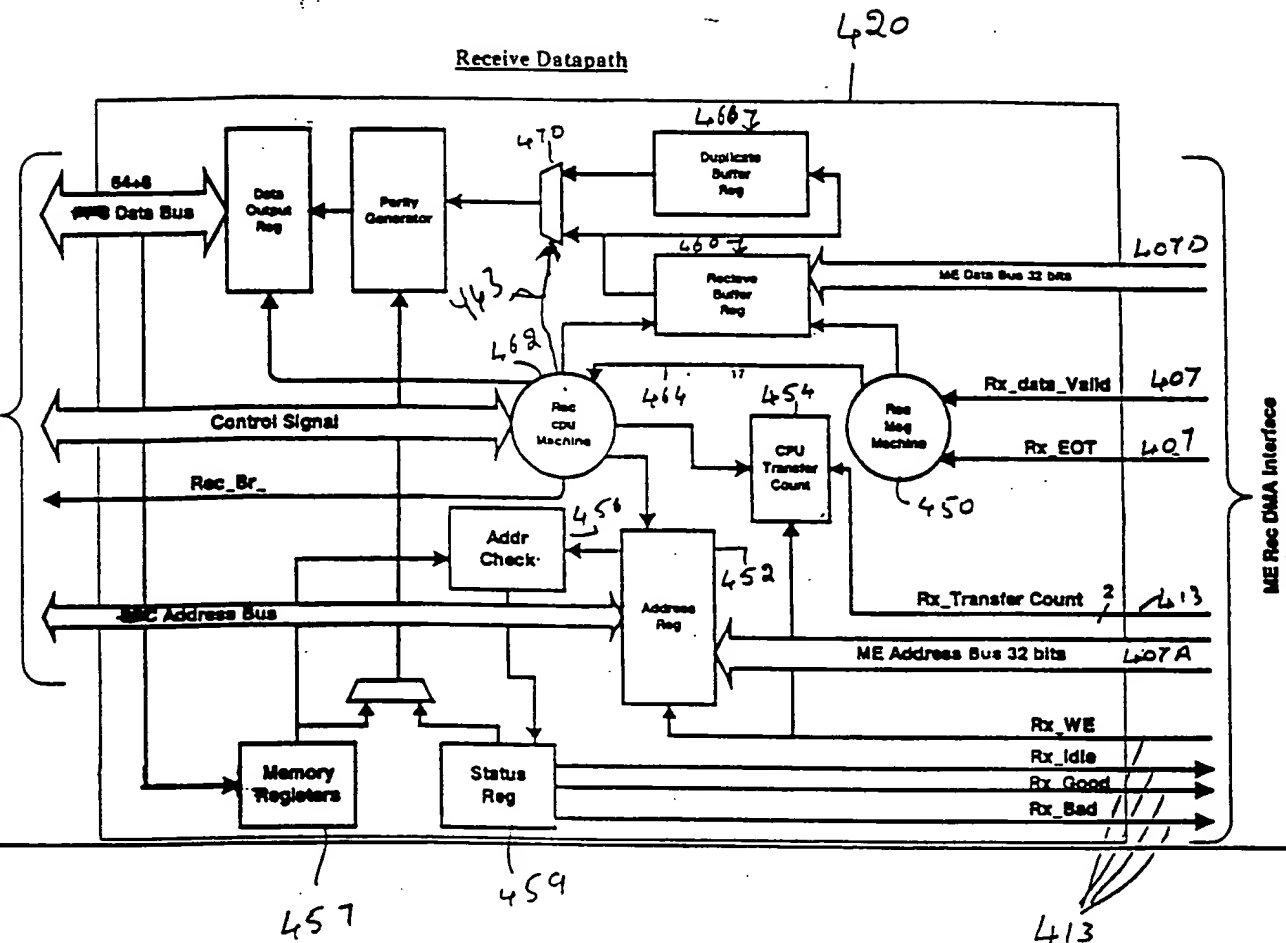 420
Receive Datapath
4667
470
Duplicate
Buffer
Reg
64+8
Data Bus
Data
Output
Reg
Parity
Generator
4607
Recieve
Buffer
Reg
407D
ME Data Bus 32 bits
443
462
464
17
454
Rx_data_Valid 407
Rec
CPU
Machine
Control Signal
CPU
Transfer
Count
Rec
Msg
Machine
Rx_EOT 407
Rec_Br_
450
ME Rec DMA Interface
Addr
Check
456
452
Address
Reg
Rx_Transfer Count 2 413
Address Bus
ME Address Bus 32 bits 407A
Rx_WE
Rx_Idle
Rx_Good
Rx_Bad
Memory
Registers
Status
Reg
457
459
413